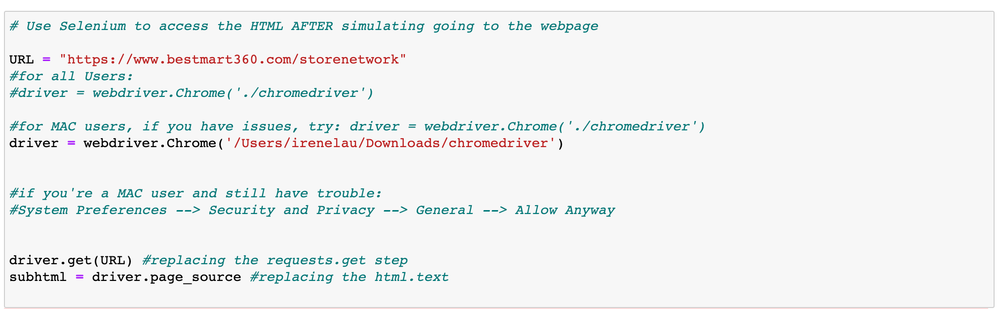 # Use Selenium to access the HTML AFTER simulating going to the webpage
URL = "https://www.bestmart360.com/storenetwork"
#for all Users:
#driver = webdriver.Chrome('./chromedriver')
#for MAC users, if you have issues, try: driver = webdriver.Chrome('./chromedriver')
driver = webdriver.Chrome('/Users/irenelau/Downloads/chromedriver')
#if you're a MAC user and still have trouble:
#System Preferences --> Security and Privacy --> General --> Allow Anyway
driver.get(URL) #replacing the requests.get step
subhtml = driver.page_source #replacing the html.text